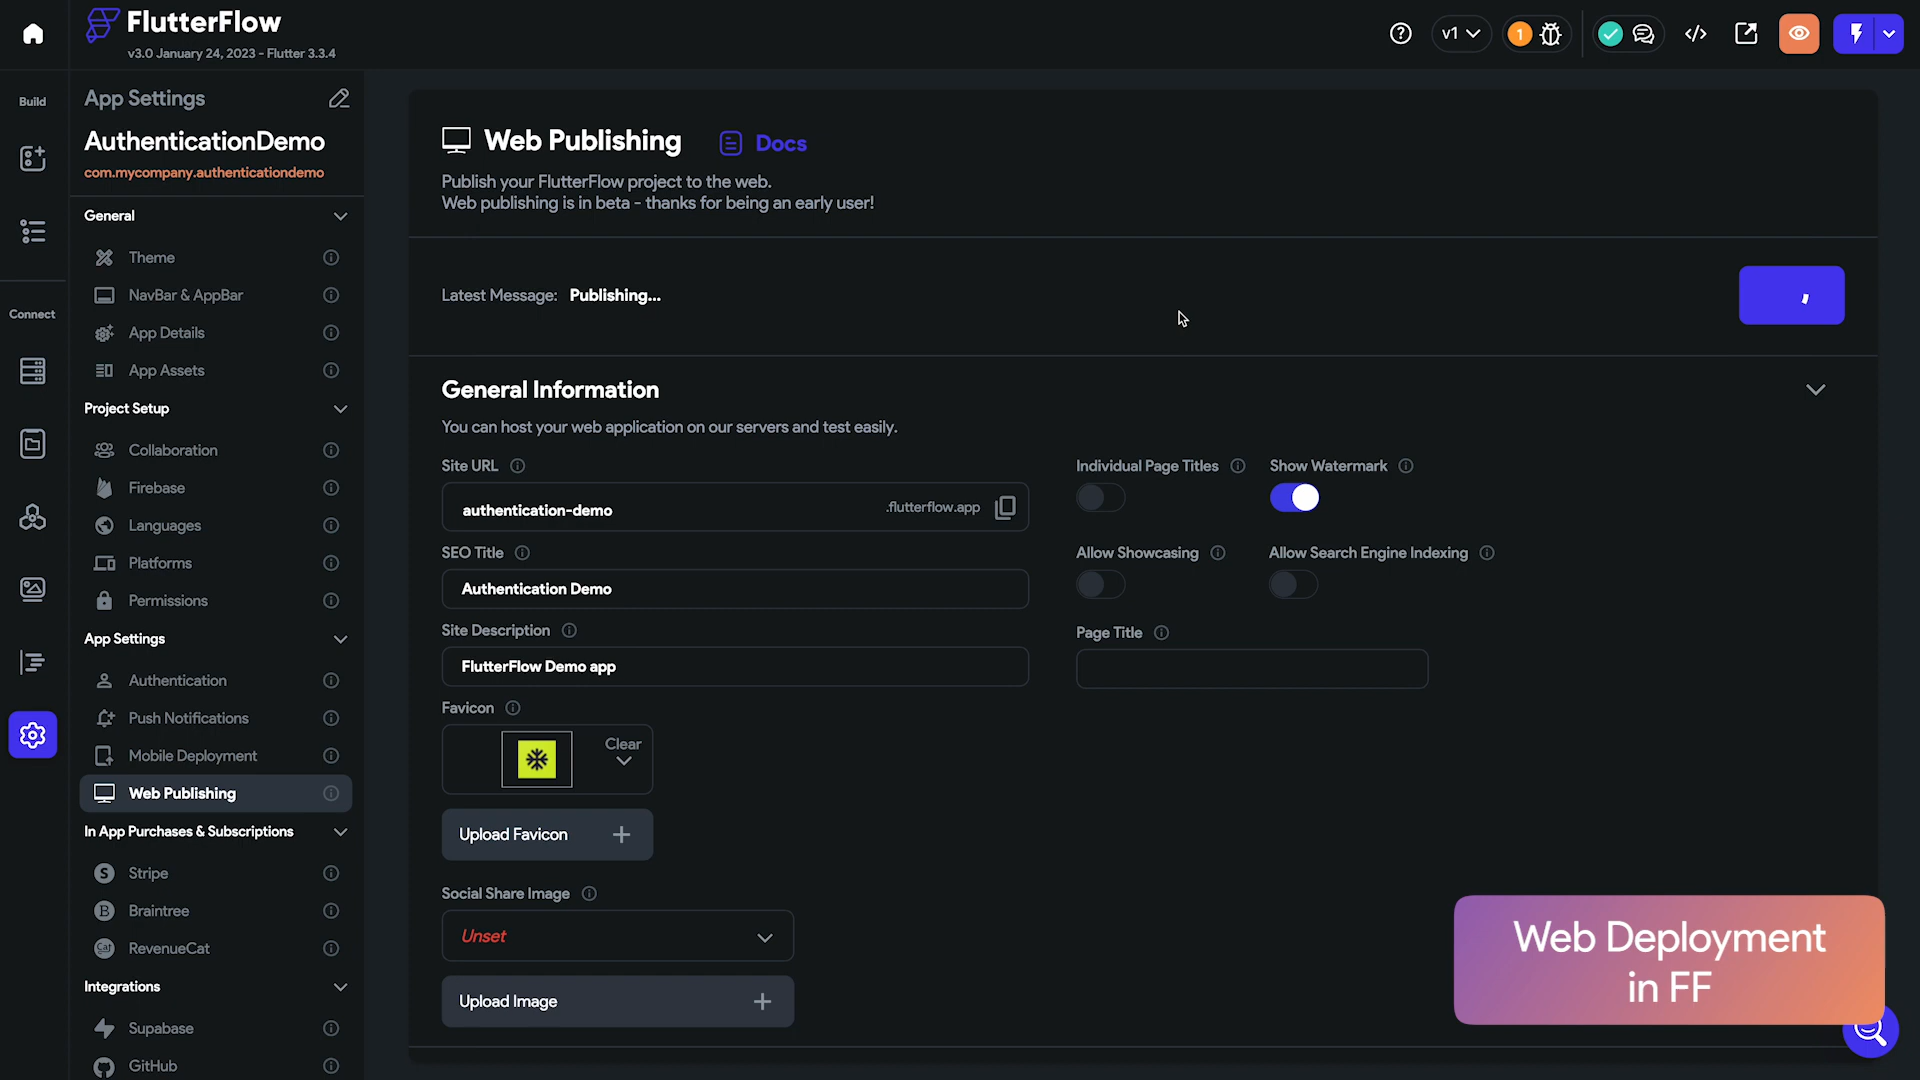 FlutterFlow
v3.0 January 24, 2023 - Flutter 3.3.4
v1
1
Build
Connect
App Settings
AuthenticationDemo
com.mycompany.authenticationdemo
General
Theme
NavBar & AppBar
App Details
App Assets
Project Setup
Collaboration
Firebase
Languages
Platforms
Permissions
App Settings
Authentication
Push Notifications
Mobile Deployment
Web Publishing
In App Purchases & Subscriptions
Stripe
Braintree
RevenueCat
Integrations
Supabase
GitHub
Web Publishing
Docs
Publish your FlutterFlow project to the web.
Web publishing is in beta - thanks for being an early user!
Latest Message: Publishing...
General Information
You can host your web application on our servers and test easily.
Site URL
authentication-demo
.flutterflow.app
SEO Title
Authentication Demo
Site Description
FlutterFlow Demo app
Favicon
Clear
Upload Favicon
Social Share Image
Unset
Upload Image
Individual Page Titles
Show Watermark
Allow Showcasing
Allow Search Engine Indexing
Page Title
Web Deployment
in FF